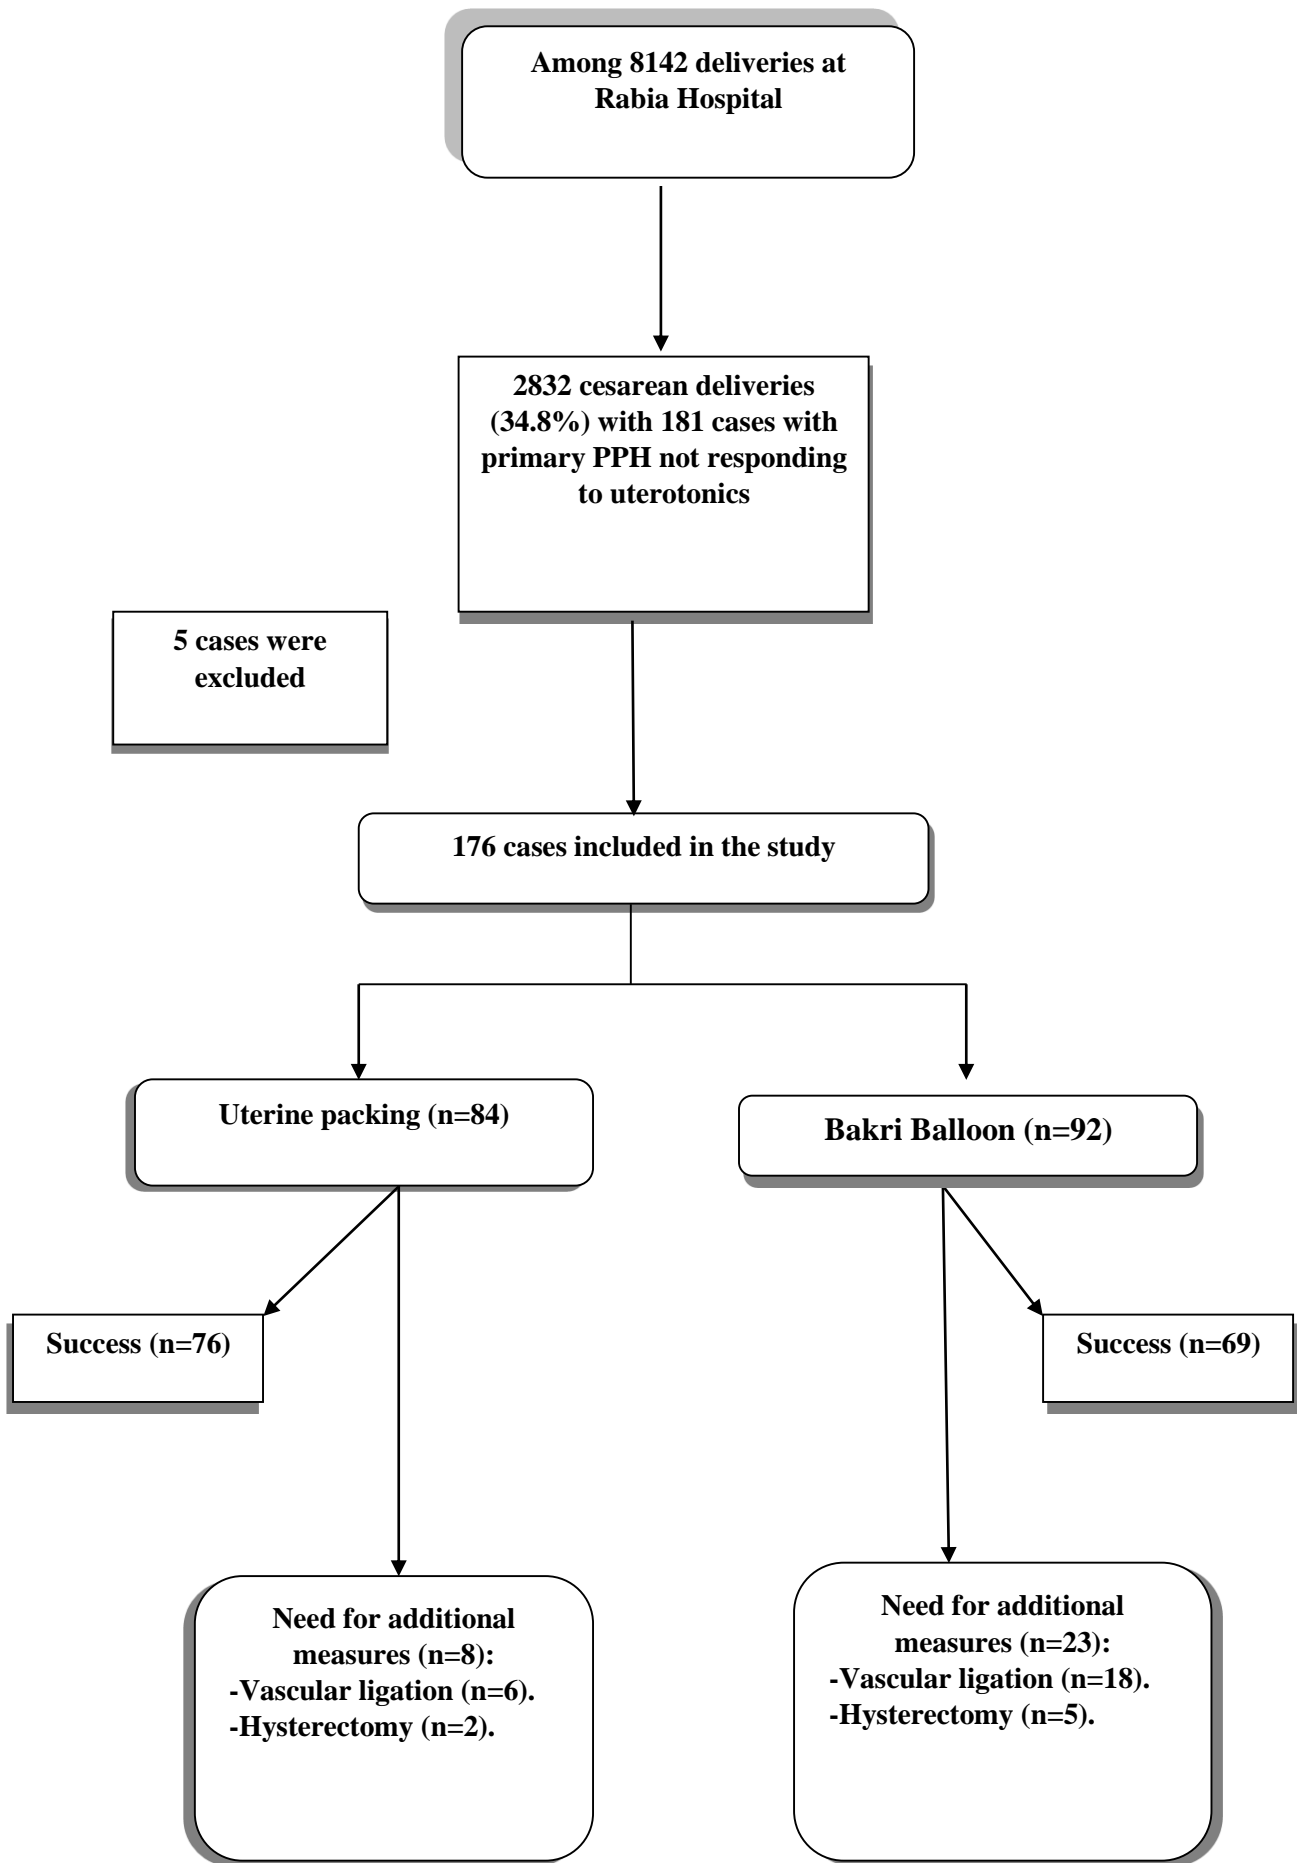 Among 8142 deliveries at
Rabia Hospital
2832 cesarean deliveries
(34.8%) with 181 cases with
primary PPH not responding
to uterotonics
5 cases were
excluded
176 cases included in the study
Uterine packing (n=84)
Bakri Balloon (n=92)
Success (n=76)
Success (n=69)
Need for additional
measures (n=8):
-Vascular ligation (n=6).
-Hysterectomy (n=2).
Need for additional
measures (n=23):
-Vascular ligation (n=18).
-Hysterectomy (n=5).